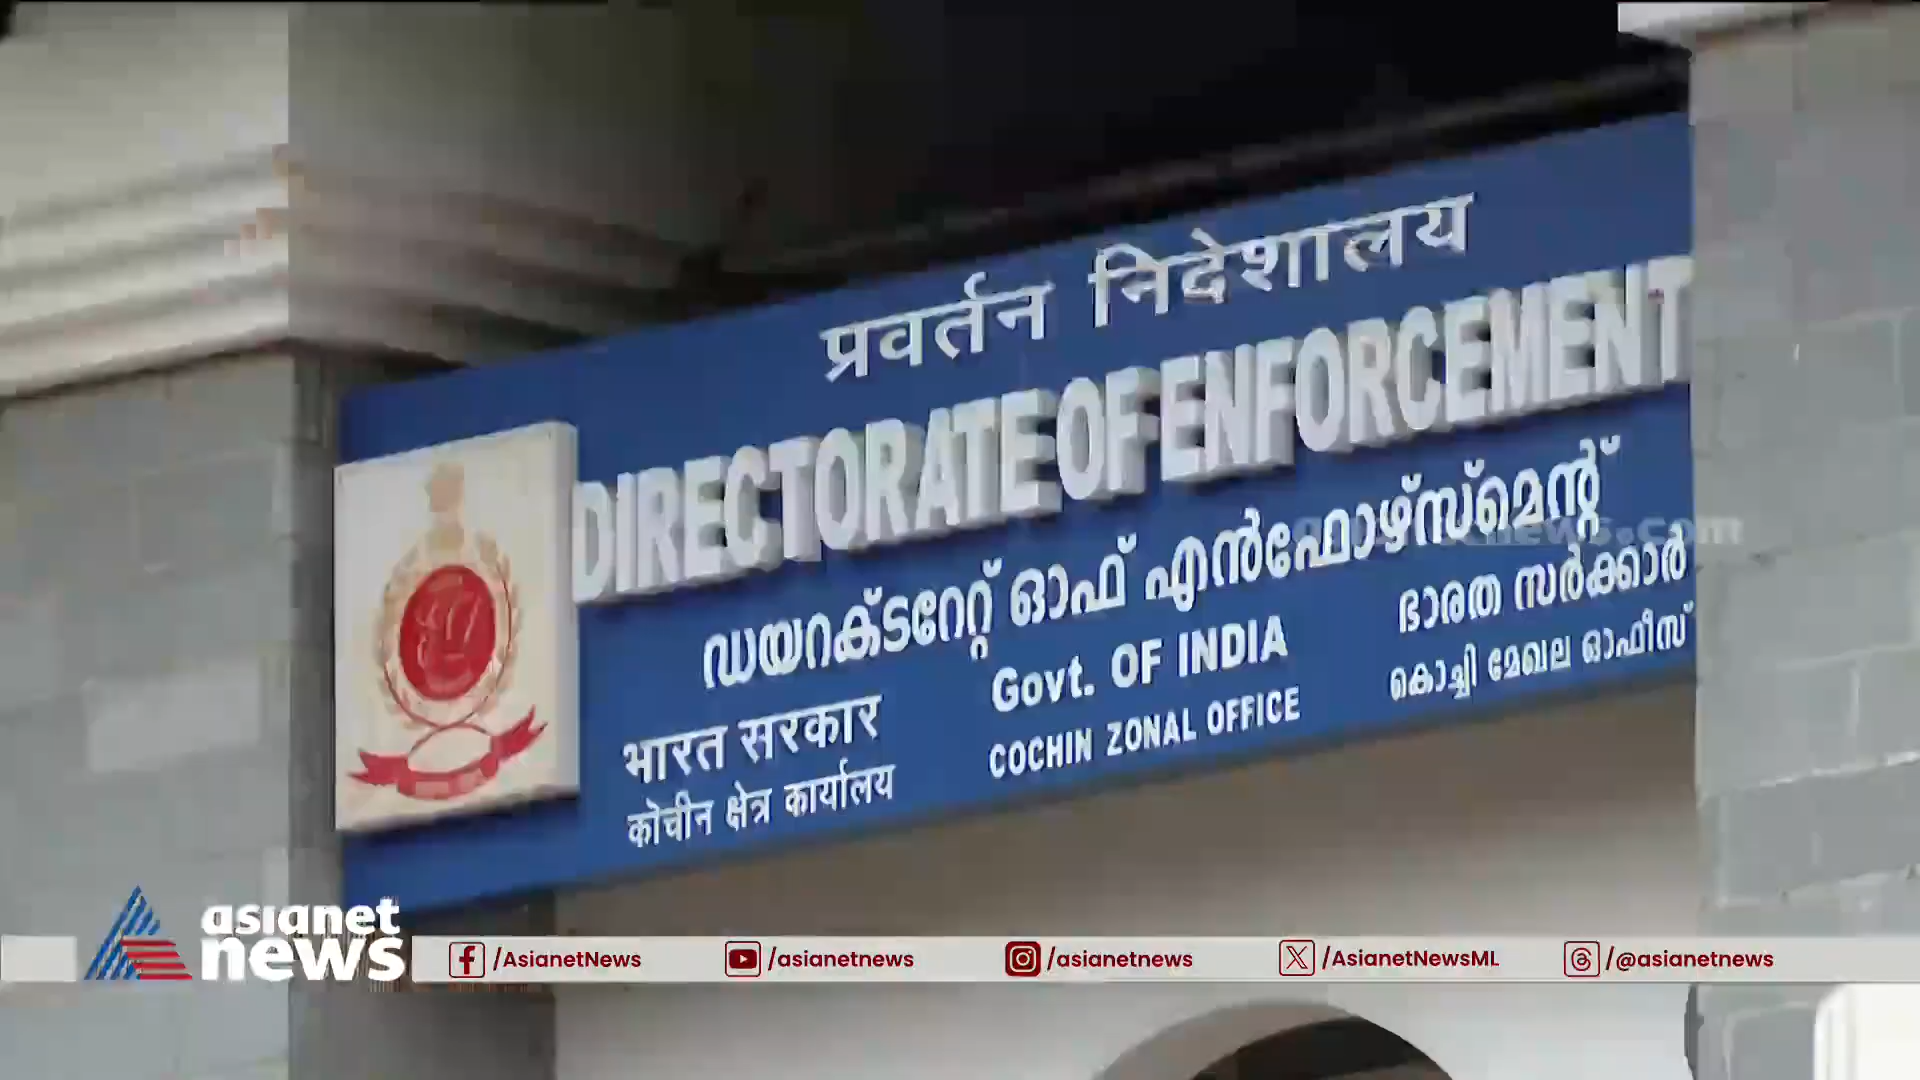 प्रवर्तन निदेशालय
DIRECTORATE OF ENFORCEMENT
ഡയറക്ടറേറ്റ് ഓഫ് എൻഫോഴ്സ്മെന്റ്
भारत सरकार
Govt. OF INDIA
ഭാരത സർക്കാർ
कोचीन क्षेत्र कार्यालय
COCHIN ZONAL OFFICE
കൊച്ചി മേഖല ഓഫീസ്
asianet
news
/AsianetNews
/asianetnews
/asianetnews
/AsianetNewsML
/@asianetnews